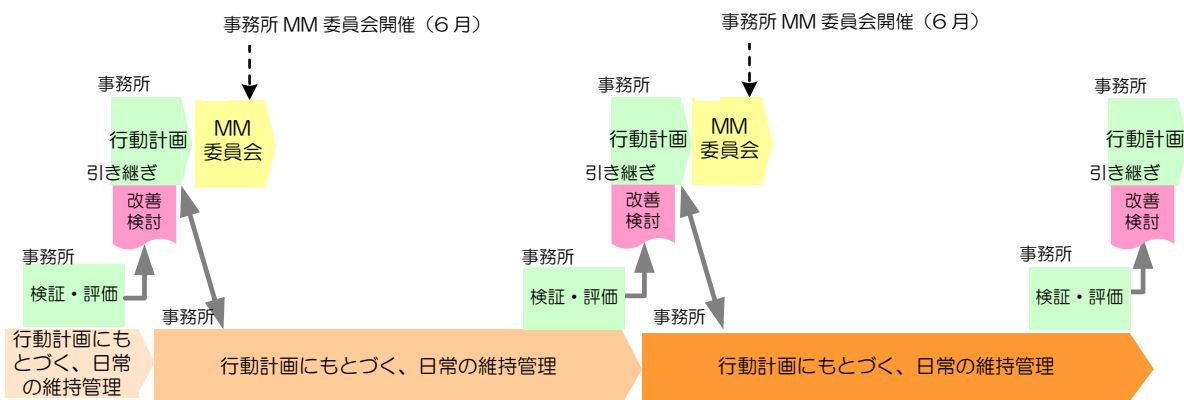 事務所 MM 委員会開催（6 月）
事務所 MM 委員会開催（6 月）
事務所
行動計画
引き継ぎ
改善
検討
MM
委員会
事務所
検証・評価
事務所
行動計画にも
とづく、日常
の維持管理
行動計画にもとづく、日常の維持管理
事務所
行動計画
引き継ぎ
改善
検討
MM
委員会
事務所
検証・評価
事務所
行動計画にもとづく、日常の維持管理
事務所
行動計画
引き継ぎ
改善
検討
事務所
検証・評価